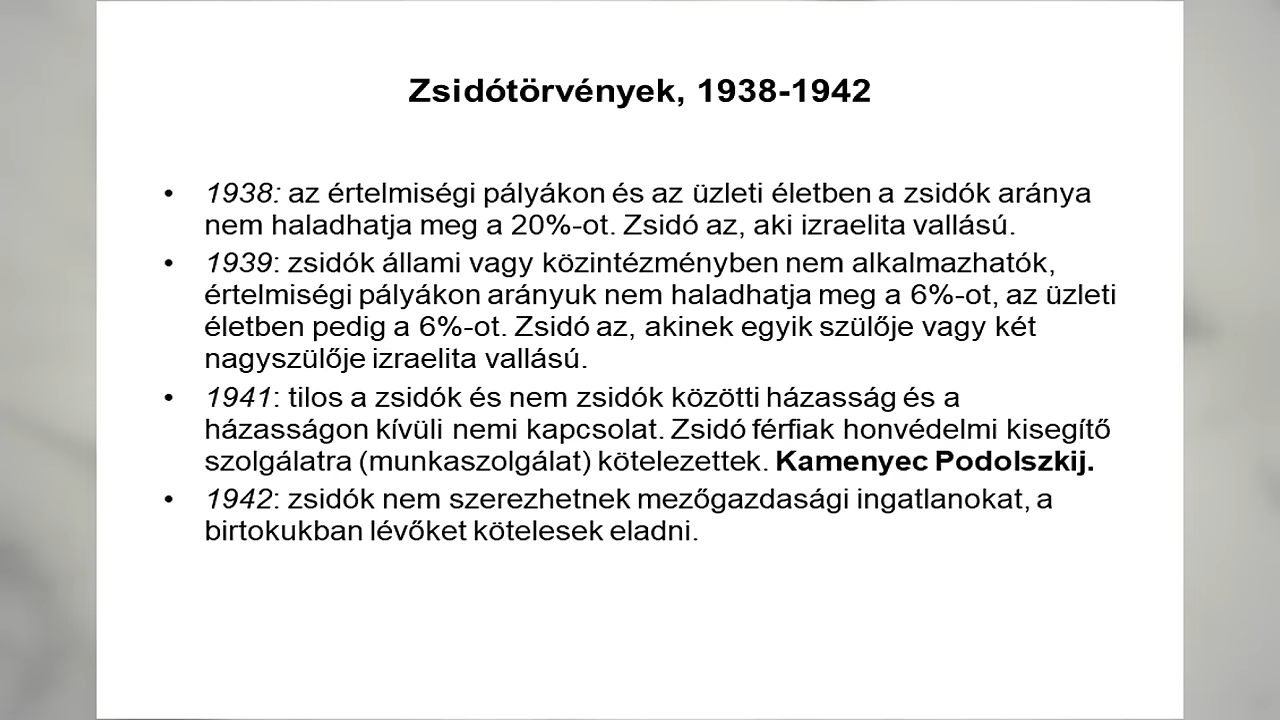 Zsidótörvények, 1938-1942
• 1938: az értelmiségi pályákon és az üzleti életben a zsidók aránya
nem haladhatja meg a 20%-ot. Zsidó az, aki izraelita vallású.
• 1939: zsidók állami vagy közintézményben nem alkalmazhatók,
értelmiségi pályákon arányuk nem haladhatja meg a 6%-ot, az üzleti
életben pedig a 6%-ot. Zsidó az, akinek egyik szülője vagy két
nagyszülője izraelita vallású.
• 1941: tilos a zsidók és nem zsidók közötti házasság és a
házasságon kívüli nemi kapcsolat. Zsidó férfiak honvédelmi kisegítő
szolgálatra (munkaszolgálat) kötelezettek. Kamenyec Podolszkij.
• 1942: zsidók nem szerezhetnek mezőgazdasági ingatlanokat, a
birtokukban lévőket kötelesek eladni.